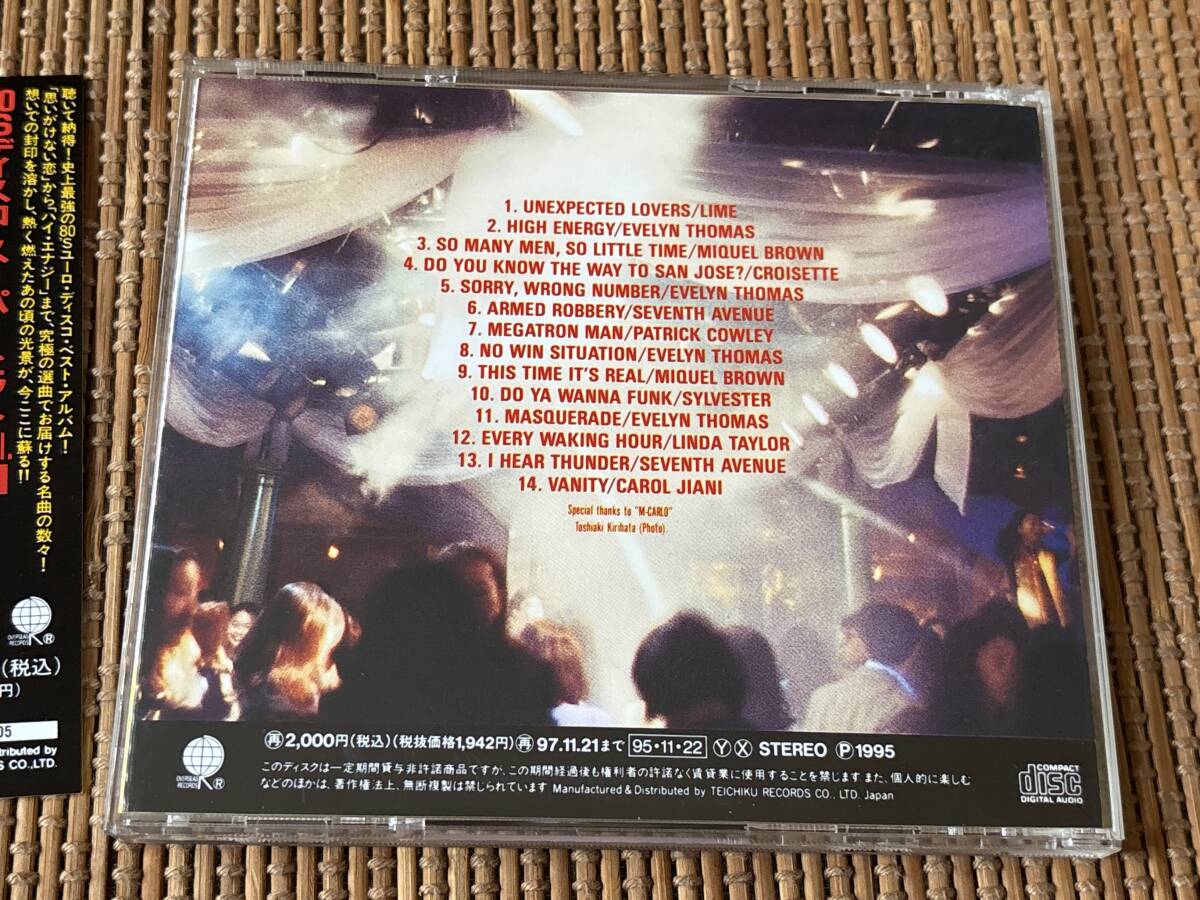 聴いて納得!史上最強の80'Sユーロ・ディスコ・ベスト・アルバム!
「思いがけない恋」から「ハイ・エナジー」まで、究極の選曲でお届けする名曲の数々!
想いでの封印を溶かし、熱く燃えたあの頃の光景が、今ここに蘇る!!
OVERSEAS RECORDS
R
(税込)
円)
05
tributed by
S CO.,LTD.
1. UNEXPECTED LOVERS/LIME
2. HIGH ENERGY/EVELYN THOMAS
3. SO MANY MEN, SO LITTLE TIME/MIQUEL BROWN
4. DO YOU KNOW THE WAY TO SAN JOSE?/CROISETTE
5. SORRY, WRONG NUMBER/EVELYN THOMAS
6. ARMED ROBBERY/SEVENTH AVENUE
7. MEGATRON MAN/PATRICK COWLEY
8. NO WIN SITUATION/EVELYN THOMAS
9. THIS TIME IT'S REAL/MIQUEL BROWN
10. DO YA WANNA FUNK/SYLVESTER
11. MASQUERADE/EVELYN THOMAS
12. EVERY WAKING HOUR/LINDA TAYLOR
13. I HEAR THUNDER/SEVENTH AVENUE
14. VANITY/CAROL JIANI
Special thanks to "M-CARLO"
Toshiaki Kirihata (Photo).
OVERSEAS RECORDS
R
再2,000円(税込)(税抜価格1,942円)再97.11.21まで 95・11・22 Y X STEREO Ⓟ1995
このディスクは一定期間貸与非許諾商品ですが、この期間経過後も権利者の許諾なく賃貸業に使用することを禁じます また、個人的に楽しむ
などのほかは、著作権法上、無断複製は禁じられています Manufactured & Distributed by TEICHIKU RECORDS CO., LTD. Japan
COMPACT
disc
DIGITAL AUDIO